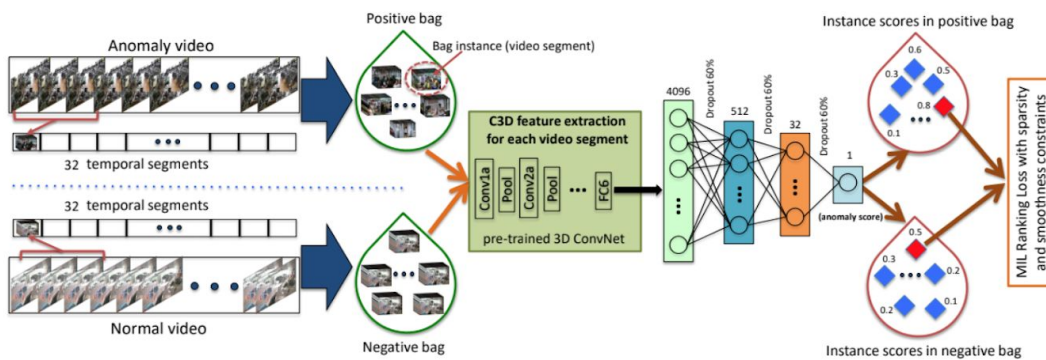 Anomaly video
32 temporal segments
32 temporal segments
Normal video
Positive bag
Bag instance (video segment)
Negative bag
C3D feature extraction
for each video segment
Conv1a
Pool
Conv2a
Pool
...
FC6
pre-trained 3D ConvNet
4096
Dropout 60%
512
Dropout 60%
32
Dropout 60%
1
(anomaly score)
Instance scores in positive bag
0.6
0.3
0.5
0.8
0.1
0.5
0.3
0.2
0.2
0.1
Instance scores in negative bag
MIL Ranking Loss with sparsity
and smoothness constraints